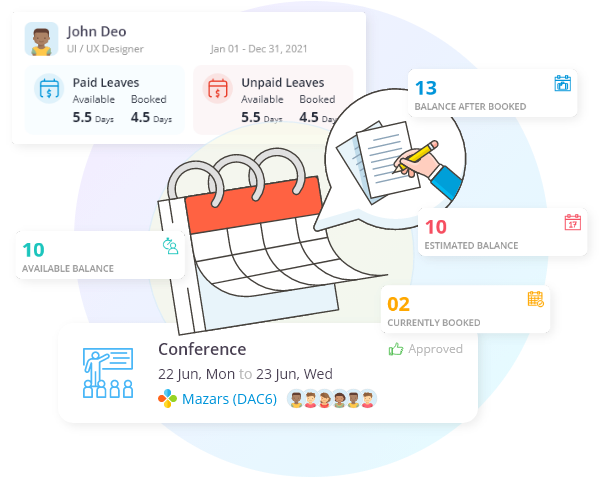 John Deo
UI / UX Designer
Jan 01 - Dec 31, 2021
Paid Leaves
Available Booked
5.5 Days 4.5 Days
Unpaid Leaves
Available Booked
5.5 Days 4.5 Day
13
BALANCE AFTER BOOKED
10
ESTIMATED BALANCE
17
10
AVAILABLE BALANCE
02
CURRENTLY BOOKED
Conference
Approved
22 Jun, Mon to 23 Jun, Wed
Mazars (DAC6)